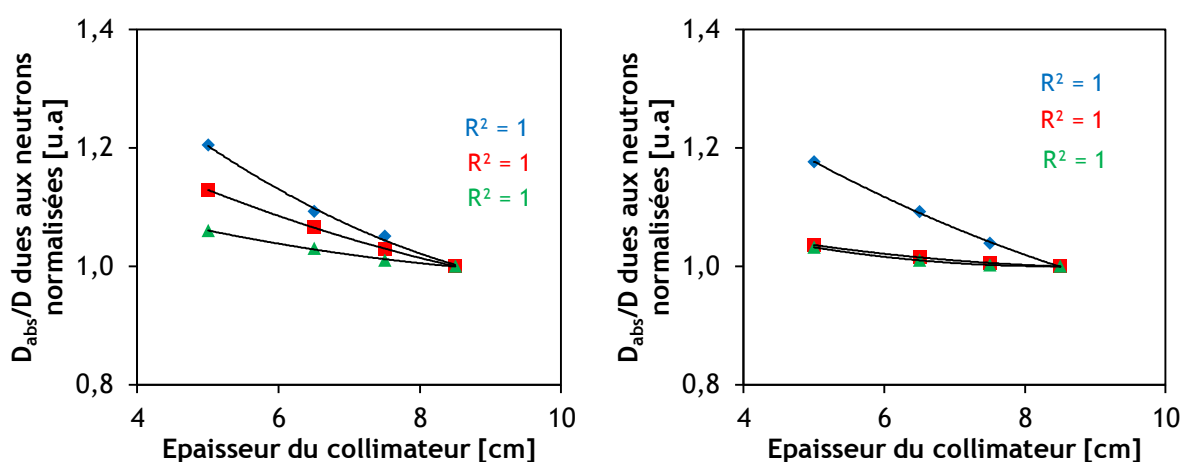 D_abs/D dues aux neutrons
normalisées [u.a]
1,4
1,2
1,0
0,8
R² = 1
R² = 1
R² = 1
4 6 8 10
Epaisseur du collimateur [cm]
D_abs/D dues aux neutrons
normalisées [u.a]
1,4
1,2
1,0
0,8
R² = 1
R² = 1
R² = 1
4 6 8 10
Epaisseur du collimateur [cm]